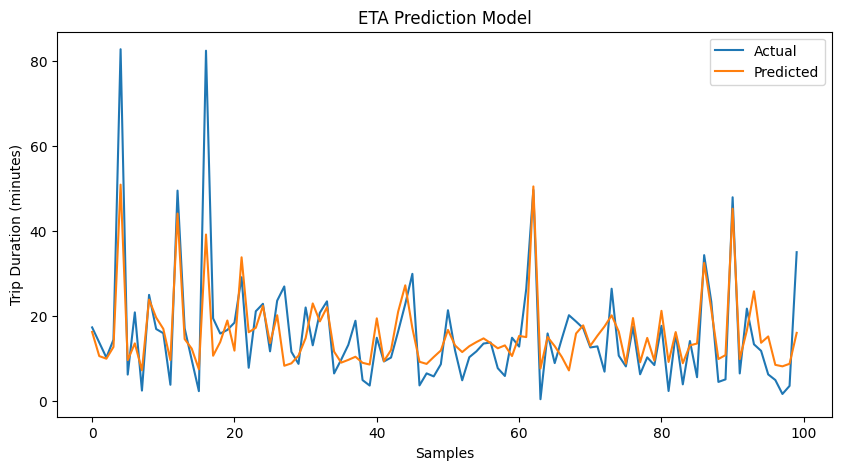 ETA Prediction Model
Actual
Predicted
Trip Duration (minutes)
80
60
40
20
0
0 20 40 60 80 100
Samples